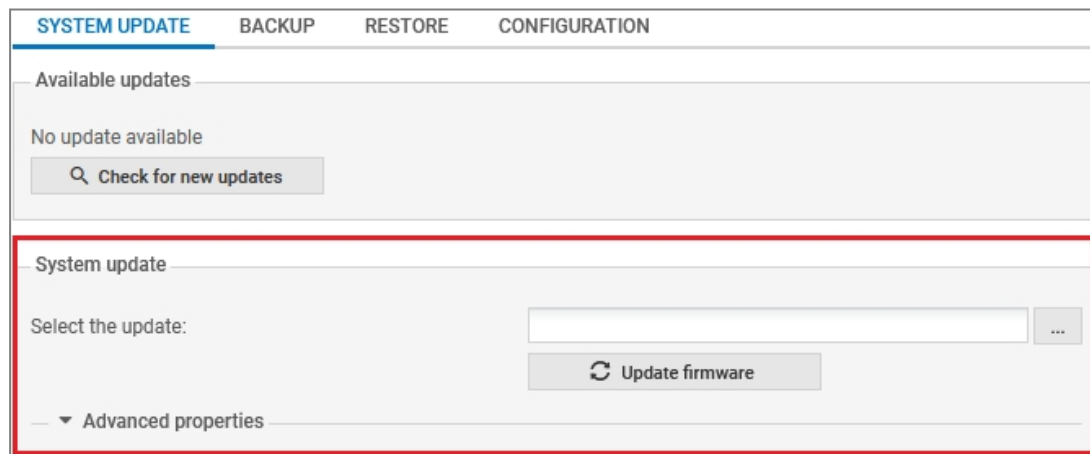 SYSTEM UPDATE BACKUP RESTORE CONFIGURATION
Available updates
No update available
Check for new updates
System update
Select the update: ...
Update firmware
Advanced properties